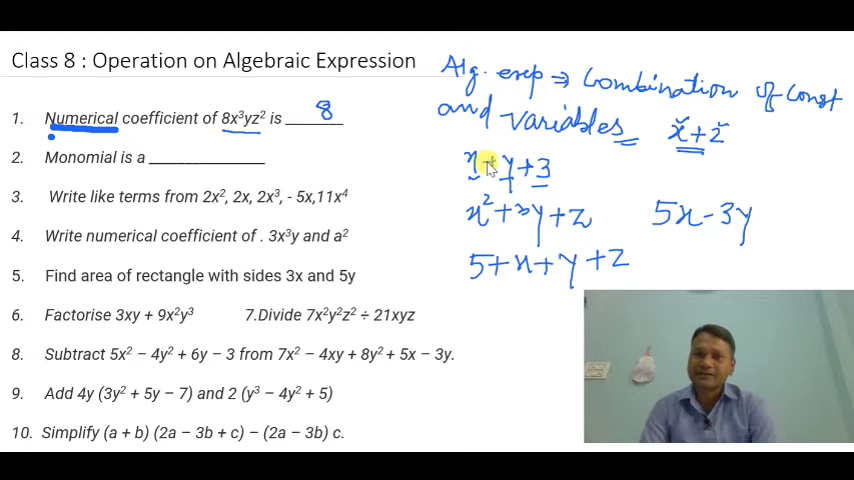 Class 8 : Operation on Algebraic Expression
1. Numerical coefficient of 8x³yz² is ______ 8
2. Monomial is a _______________
3. Write like terms from 2x², 2x, 2x³, - 5x,11x⁴
4. Write numerical coefficient of . 3x³y and a²
5. Find area of rectangle with sides 3x and 5y
6. Factorise 3xy + 9x²y³ 7.Divide 7x²y²z² ÷ 21xyz
8. Subtract 5x² – 4y² + 6y – 3 from 7x² – 4xy + 8y² + 5x – 3y.
9. Add 4y (3y² + 5y – 7) and 2 (y³ – 4y² + 5)
10. Simplify (a + b) (2a – 3b + c) – (2a – 3b) c.
Alg. exp ⇒ Combination of Const
and variables x + 2
x + y + 3
x² + 3y + z 5x - 3y
5 + x + y + z